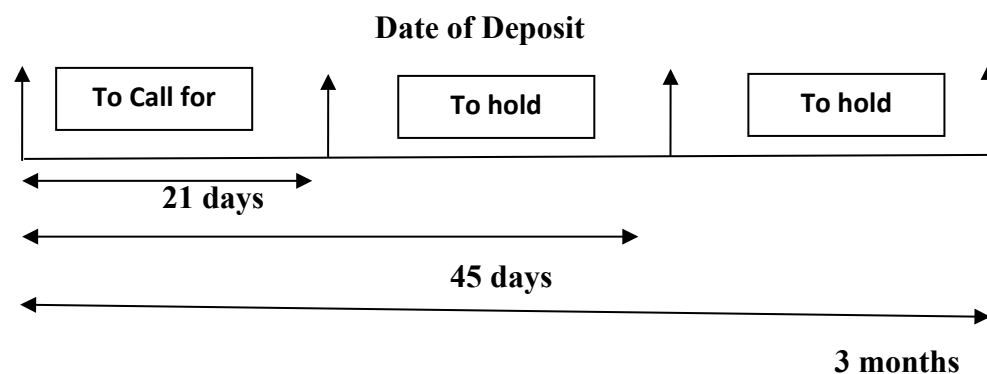 Date of Deposit
To Call for
To hold
To hold
21 days
45 days
3 months